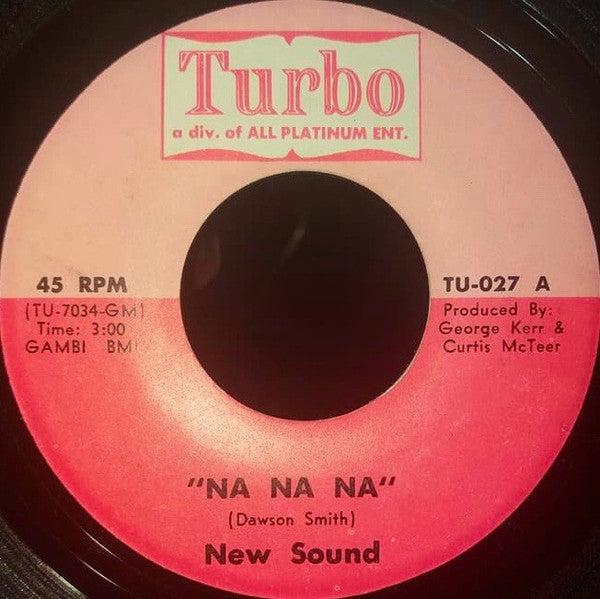 Turbo
a div. of ALL PLATINUM ENT.
45 RPM
(TU-7034-GM)
Time: 3:00
GAMBI BMI
TU-027 A
Produced By:
George Kerr &
Curtis McTeer
"NA NA NA"
(Dawson Smith)
New Sound